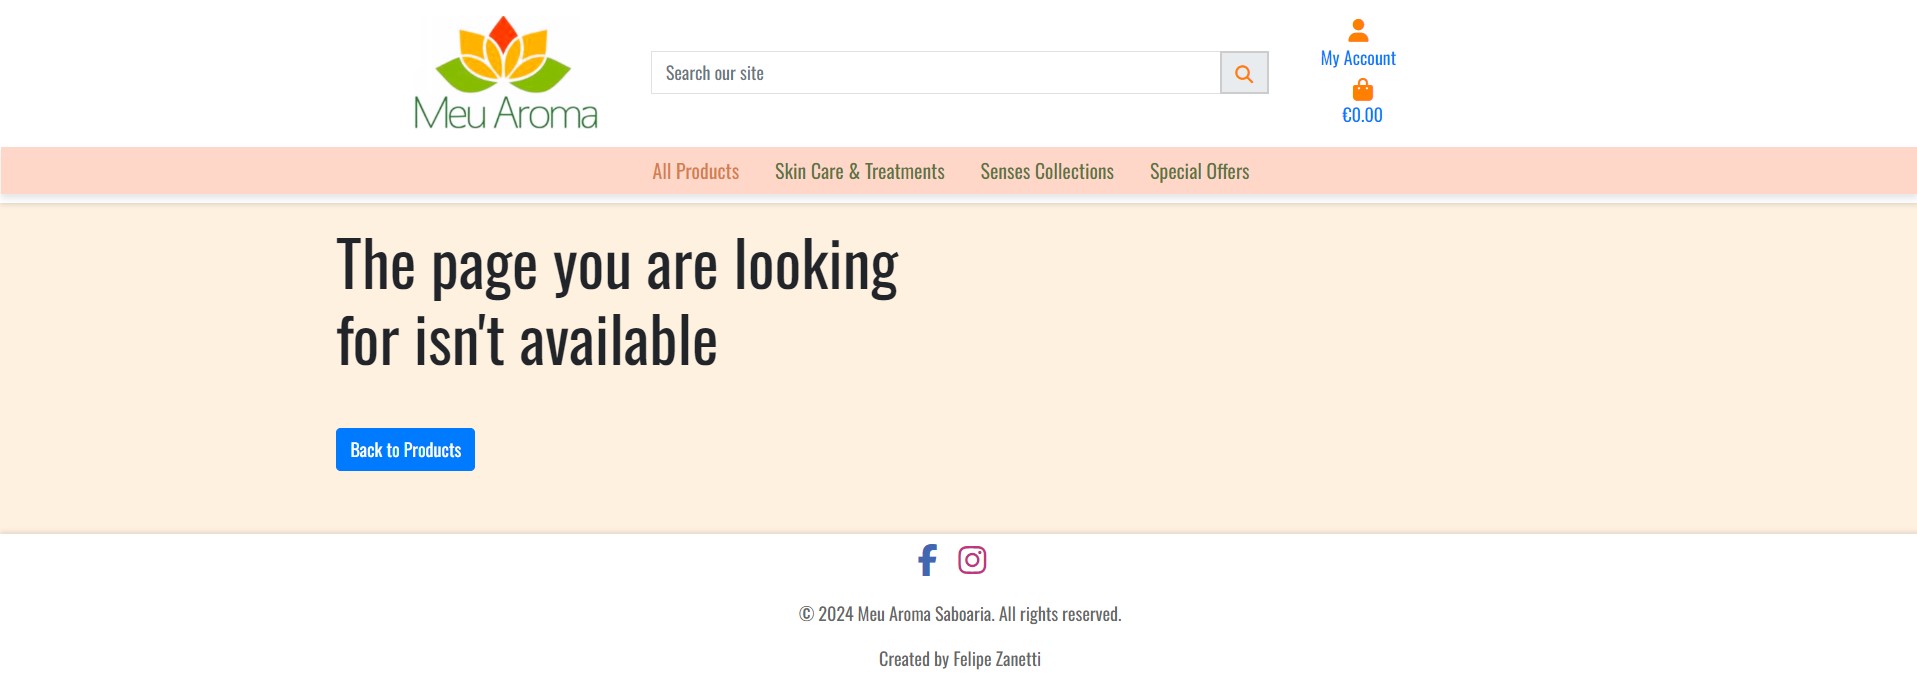 Meu Aroma
Search our site
My Account
€0.00
All Products
Skin Care & Treatments
Senses Collections
Special Offers
The page you are looking
for isn't available
Back to Products
© 2024 Meu Aroma Saboaria. All rights reserved.
Created by Felipe Zanetti